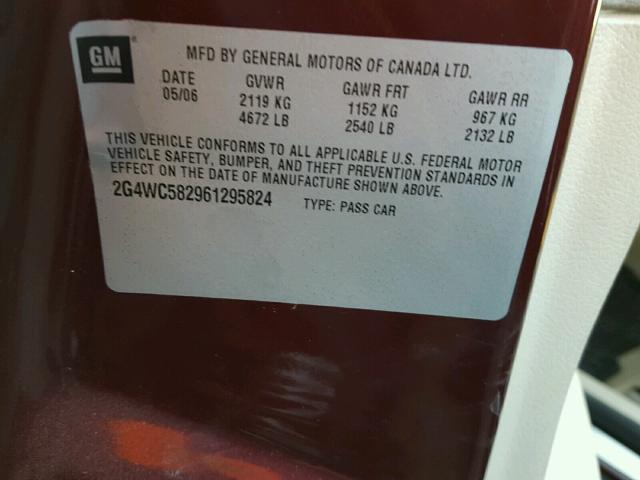 GM
MFD BY GENERAL MOTORS OF CANADA LTD.
DATE GVWR GAWR FRT GAWR RR
05/06 2119 KG 1152 KG 967 KG
4672 LB 2540 LB 2132 LB
THIS VEHICLE CONFORMS TO ALL APPLICABLE U.S. FEDERAL MOTOR
VEHICLE SAFETY, BUMPER, AND THEFT PREVENTION STANDARDS IN
EFFECT ON THE DATE OF MANUFACTURE SHOWN ABOVE.
2G4WC582961295824 TYPE: PASS CAR